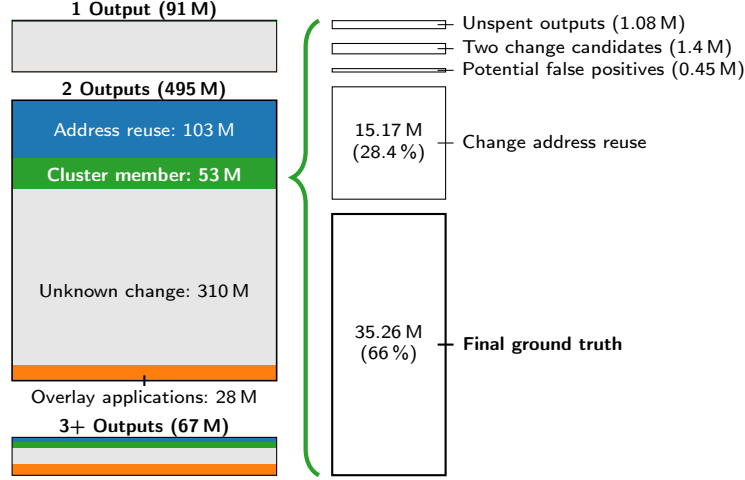 1 Output (91 M)
2 Outputs (495 M)
Address reuse: 103 M
Cluster member: 53 M
Unknown change: 310 M
Overlay applications: 28 M
3+ Outputs (67 M)
Unspent outputs (1.08 M)
Two change candidates (1.4 M)
Potential false positives (0.45 M)
15.17 M
(28.4 %)
Change address reuse
35.26 M
(66 %)
Final ground truth